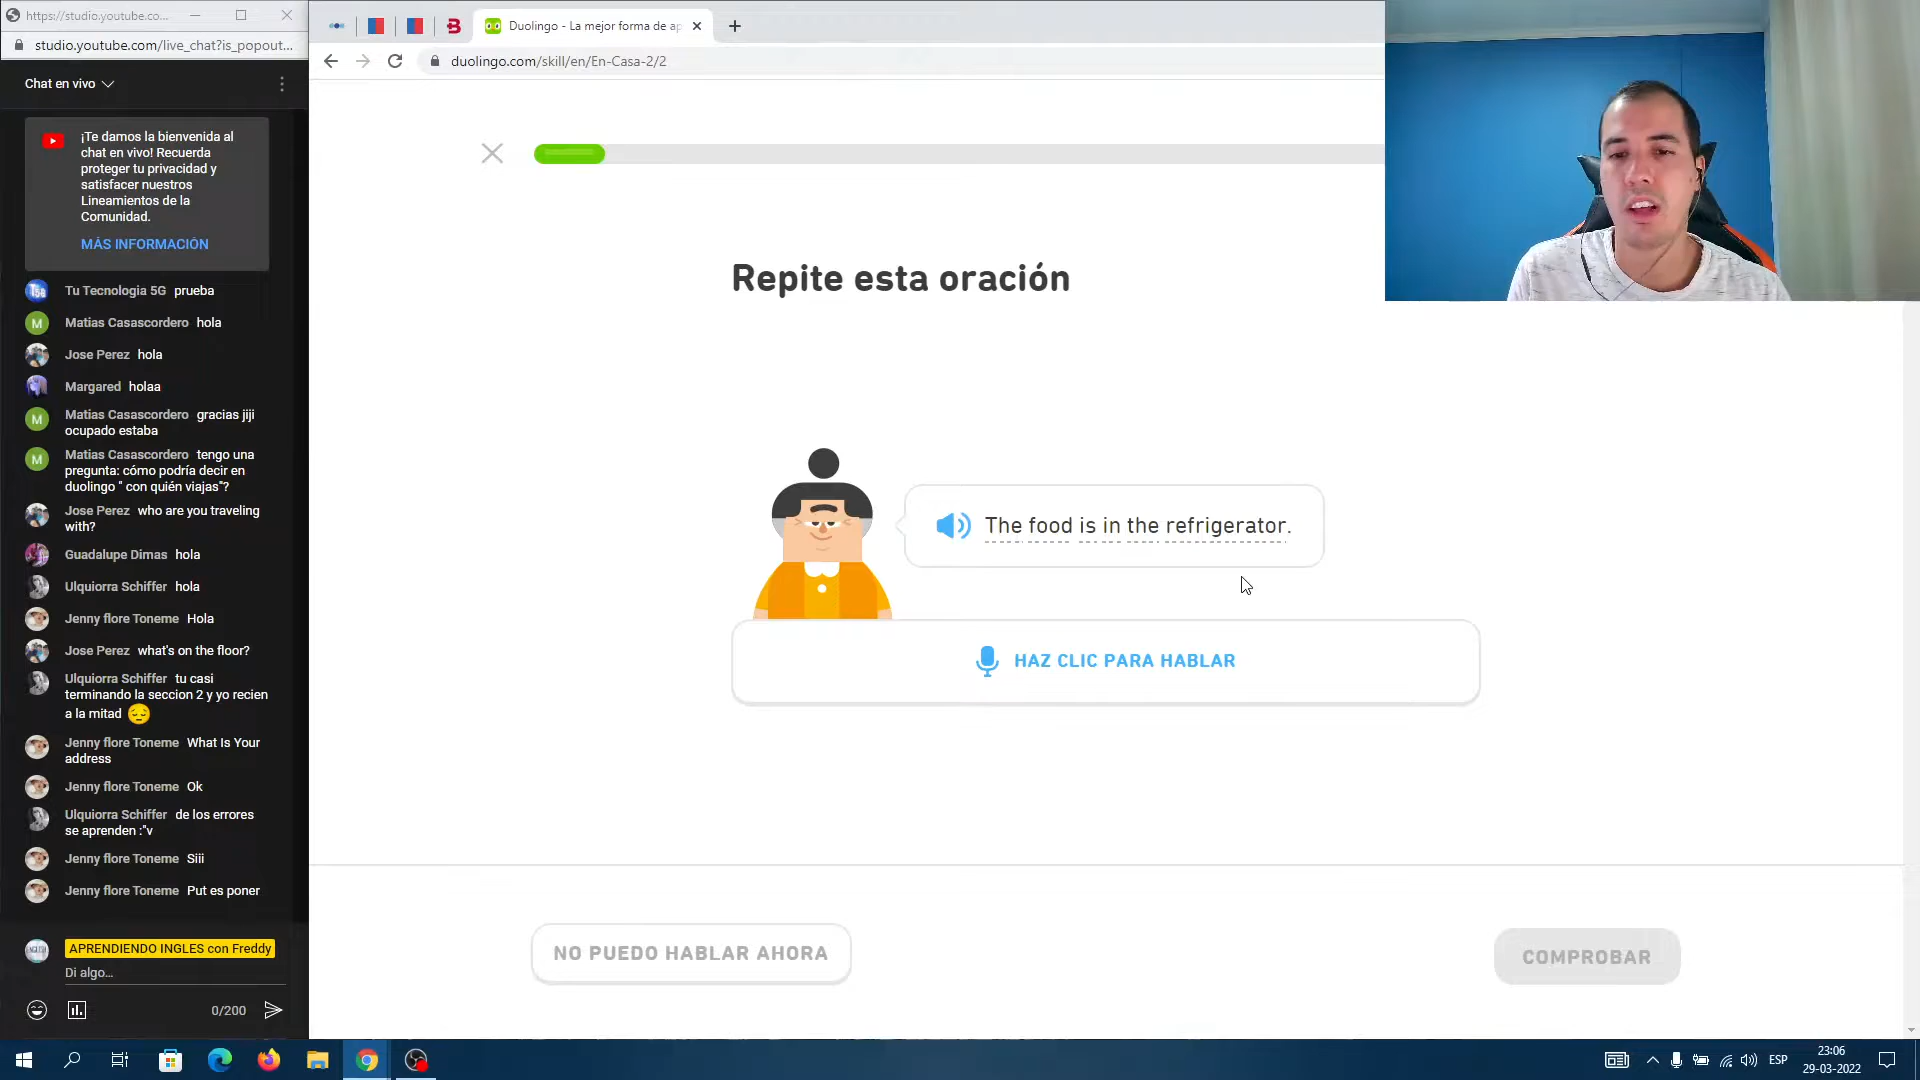 https://studio.youtube.co...
studio.youtube.com/live_chat?is_popout...
Chat en vivo
¡Te damos la bienvenida al
chat en vivo! Recuerda
proteger tu privacidad y
satisfacer nuestros
Lineamientos de la
Comunidad.
MÁS INFORMACIÓN
Tu Tecnologia 5G prueba
Matias Casascordero hola
Jose Perez hola
Margared holaa
Matias Casascordero gracias jiji
ocupado estaba
Matias Casascordero tengo una
pregunta: cómo podría decir en
duolingo " con quién viajas"?
Jose Perez who are you traveling
with?
Guadalupe Dimas hola
Ulquiorra Schiffer hola
Jenny flore Toneme Hola
Jose Perez what's on the floor?
Ulquiorra Schiffer tu casi
terminando la seccion 2 y yo recien
a la mitad
Jenny flore Toneme What Is Your
address
Jenny flore Toneme Ok
Ulquiorra Schiffer de los errores
se aprenden :"v
Jenny flore Toneme Siii
Jenny flore Toneme Put es poner
APRENDIENDO INGLES con Freddy
Di algo...
0/200
Duolingo - La mejor forma de ap
duolingo.com/skill/en/En-Casa-2/2
Repite esta oración
The food is in the refrigerator.
HAZ CLIC PARA HABLAR
NO PUEDO HABLAR AHORA
COMPROBAR
ESP
23:06
29-03-2022